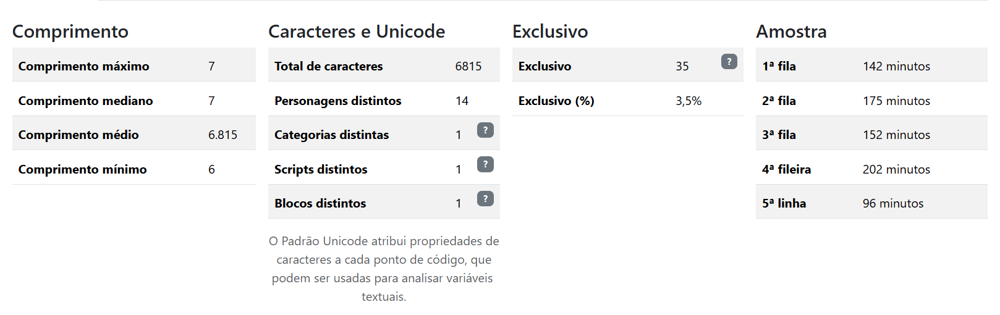 Comprimento
Comprimento máximo 7
Comprimento mediano 7
Comprimento médio 6.815
Comprimento mínimo 6
Caracteres e Unicode
Total de caracteres 6815
Personagens distintos 14
Categorias distintas 1 ?
Scripts distintos 1 ?
Blocos distintos 1 ?
O Padrão Unicode atribui propriedades de
caracteres a cada ponto de código, que
podem ser usadas para analisar variáveis
textuais.
Exclusivo
Exclusivo 35 ?
Exclusivo (%) 3,5%
Amostra
1ª fila 142 minutos
2ª fila 175 minutos
3ª fila 152 minutos
4ª fileira 202 minutos
5ª linha 96 minutos